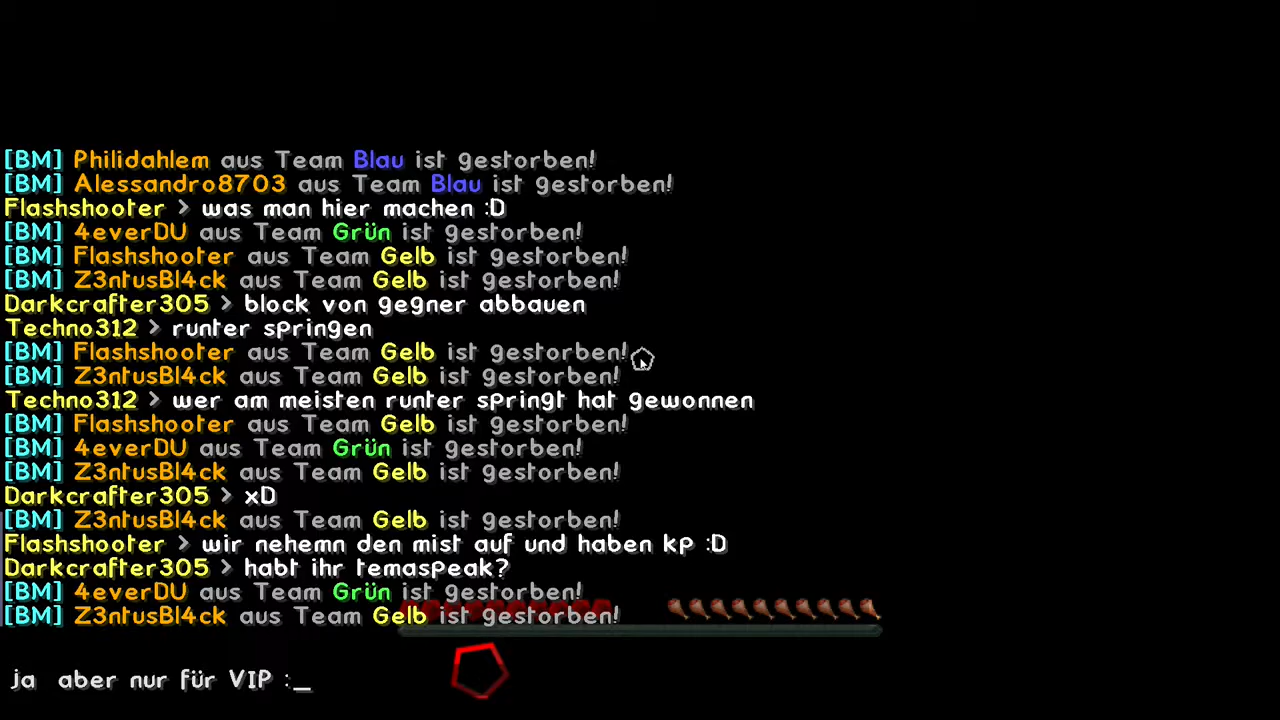 [BM] Philidahlem aus Team Blau ist gestorben!
[BM] Alessandro8703 aus Team Blau ist gestorben!
Flashshooter > was man hier machen :D
[BM] 4everDU aus Team Grün ist gestorben!
[BM] Flashshooter aus Team Gelb ist gestorben!
[BM] Z3ntusBl4ck aus Team Gelb ist gestorben!
Darkcrafter305 > block von gegner abbauen
Techno312 > runter springen
[BM] Flashshooter aus Team Gelb ist gestorben!
[BM] Z3ntusBl4ck aus Team Gelb ist gestorben!
Techno312 > wer am meisten runter springt hat gewonnen
[BM] Flashshooter aus Team Gelb ist gestorben!
[BM] 4everDU aus Team Grün ist gestorben!
[BM] Z3ntusBl4ck aus Team Gelb ist gestorben!
Darkcrafter305 > xD
[BM] Z3ntusBl4ck aus Team Gelb ist gestorben!
Flashshooter > wir nehemn den mist auf und haben kp :D
Darkcrafter305 > habt ihr temaspeak?
[BM] 4everDU aus Team Grün ist gestorben!
[BM] Z3ntusBl4ck aus Team Gelb ist gestorben!
ja  aber nur für VIP :_